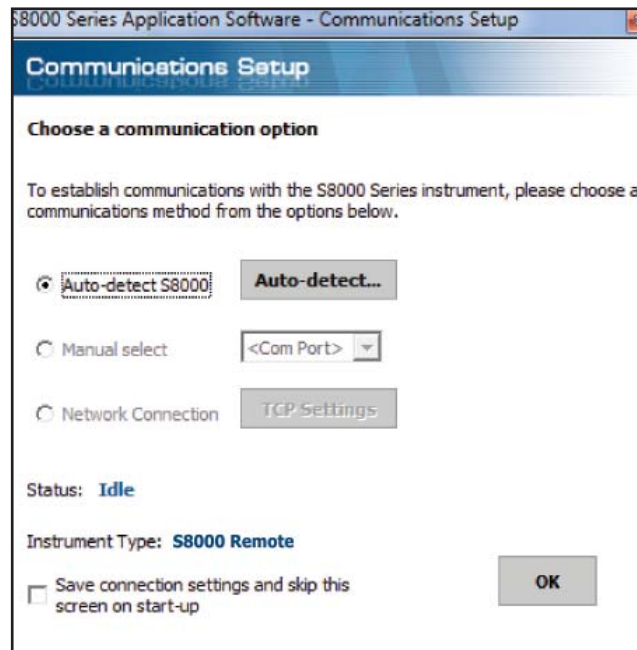 S8000 Series Application Software - Communications Setup
Communications Setup
Choose a communication option
To establish communications with the S8000 Series instrument, please choose a
communications method from the options below.
Auto-detect S8000 Auto-detect...
Manual select <Com Port>
Network Connection TCP Settings
Status: Idle
Instrument Type: S8000 Remote
Save connection settings and skip this
screen on start-up
OK